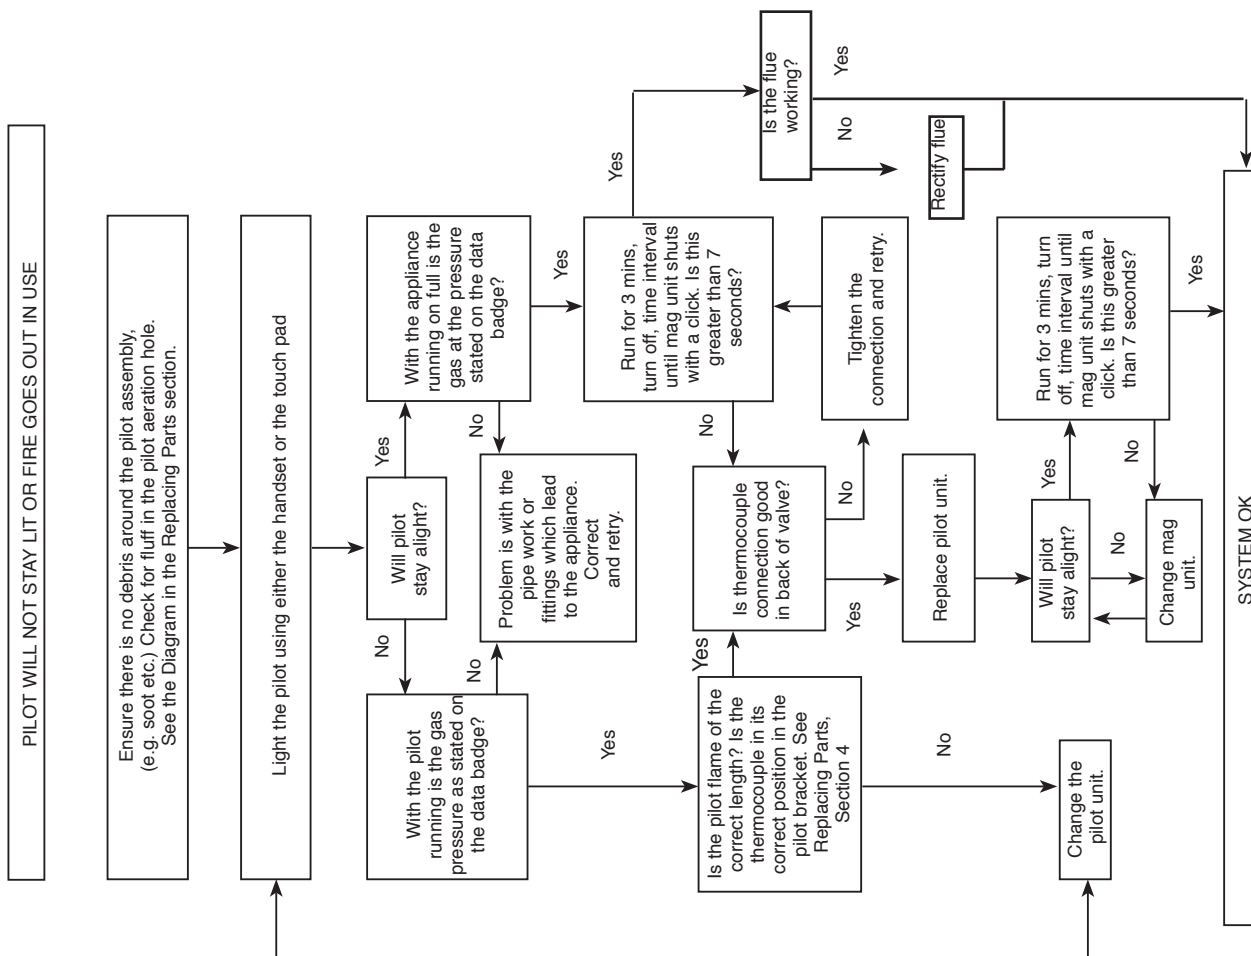 PILOT WILL NOT STAY LIT OR FIRE GOES OUT IN USE
Ensure there is no debris around the pilot assembly,
(e.g. soot etc.) Check for fluff in the pilot aeration hole.
See the Diagram in the Replacing Parts section.
Light the pilot using either the handset or the touch pad
No
Will pilot
stay alight?
Yes
With the pilot
running is the gas
pressure as stated on
the data badge?
No
Problem is with the
pipe work or
fittings which lead
to the appliance.
Correct
and retry.
No
With the appliance
running on full is the
gas at the pressure
stated on the data
badge?
Yes
Yes
Is the pilot flame of the
correct length? Is the
thermocouple in its
correct position in the
pilot bracket. See
Replacing Parts,
Section 4
Yes
Is thermocouple
connection good
in back of valve?
No
Run for 3 mins,
turn off, time interval
until mag unit shuts
with a click. Is this
greater than 7
seconds?
Yes
Is the flue
working?
No
Yes
Rectify flue
No
Tighten the
connection and retry.
Yes
Replace pilot unit.
No
Change the
pilot unit.
Will pilot
stay alight?
Yes
No
Change mag
unit.
Run for 3 mins, turn
off, time interval until
mag unit shuts with a
click. Is this greater
than 7 seconds?
No
Yes
SYSTEM OK